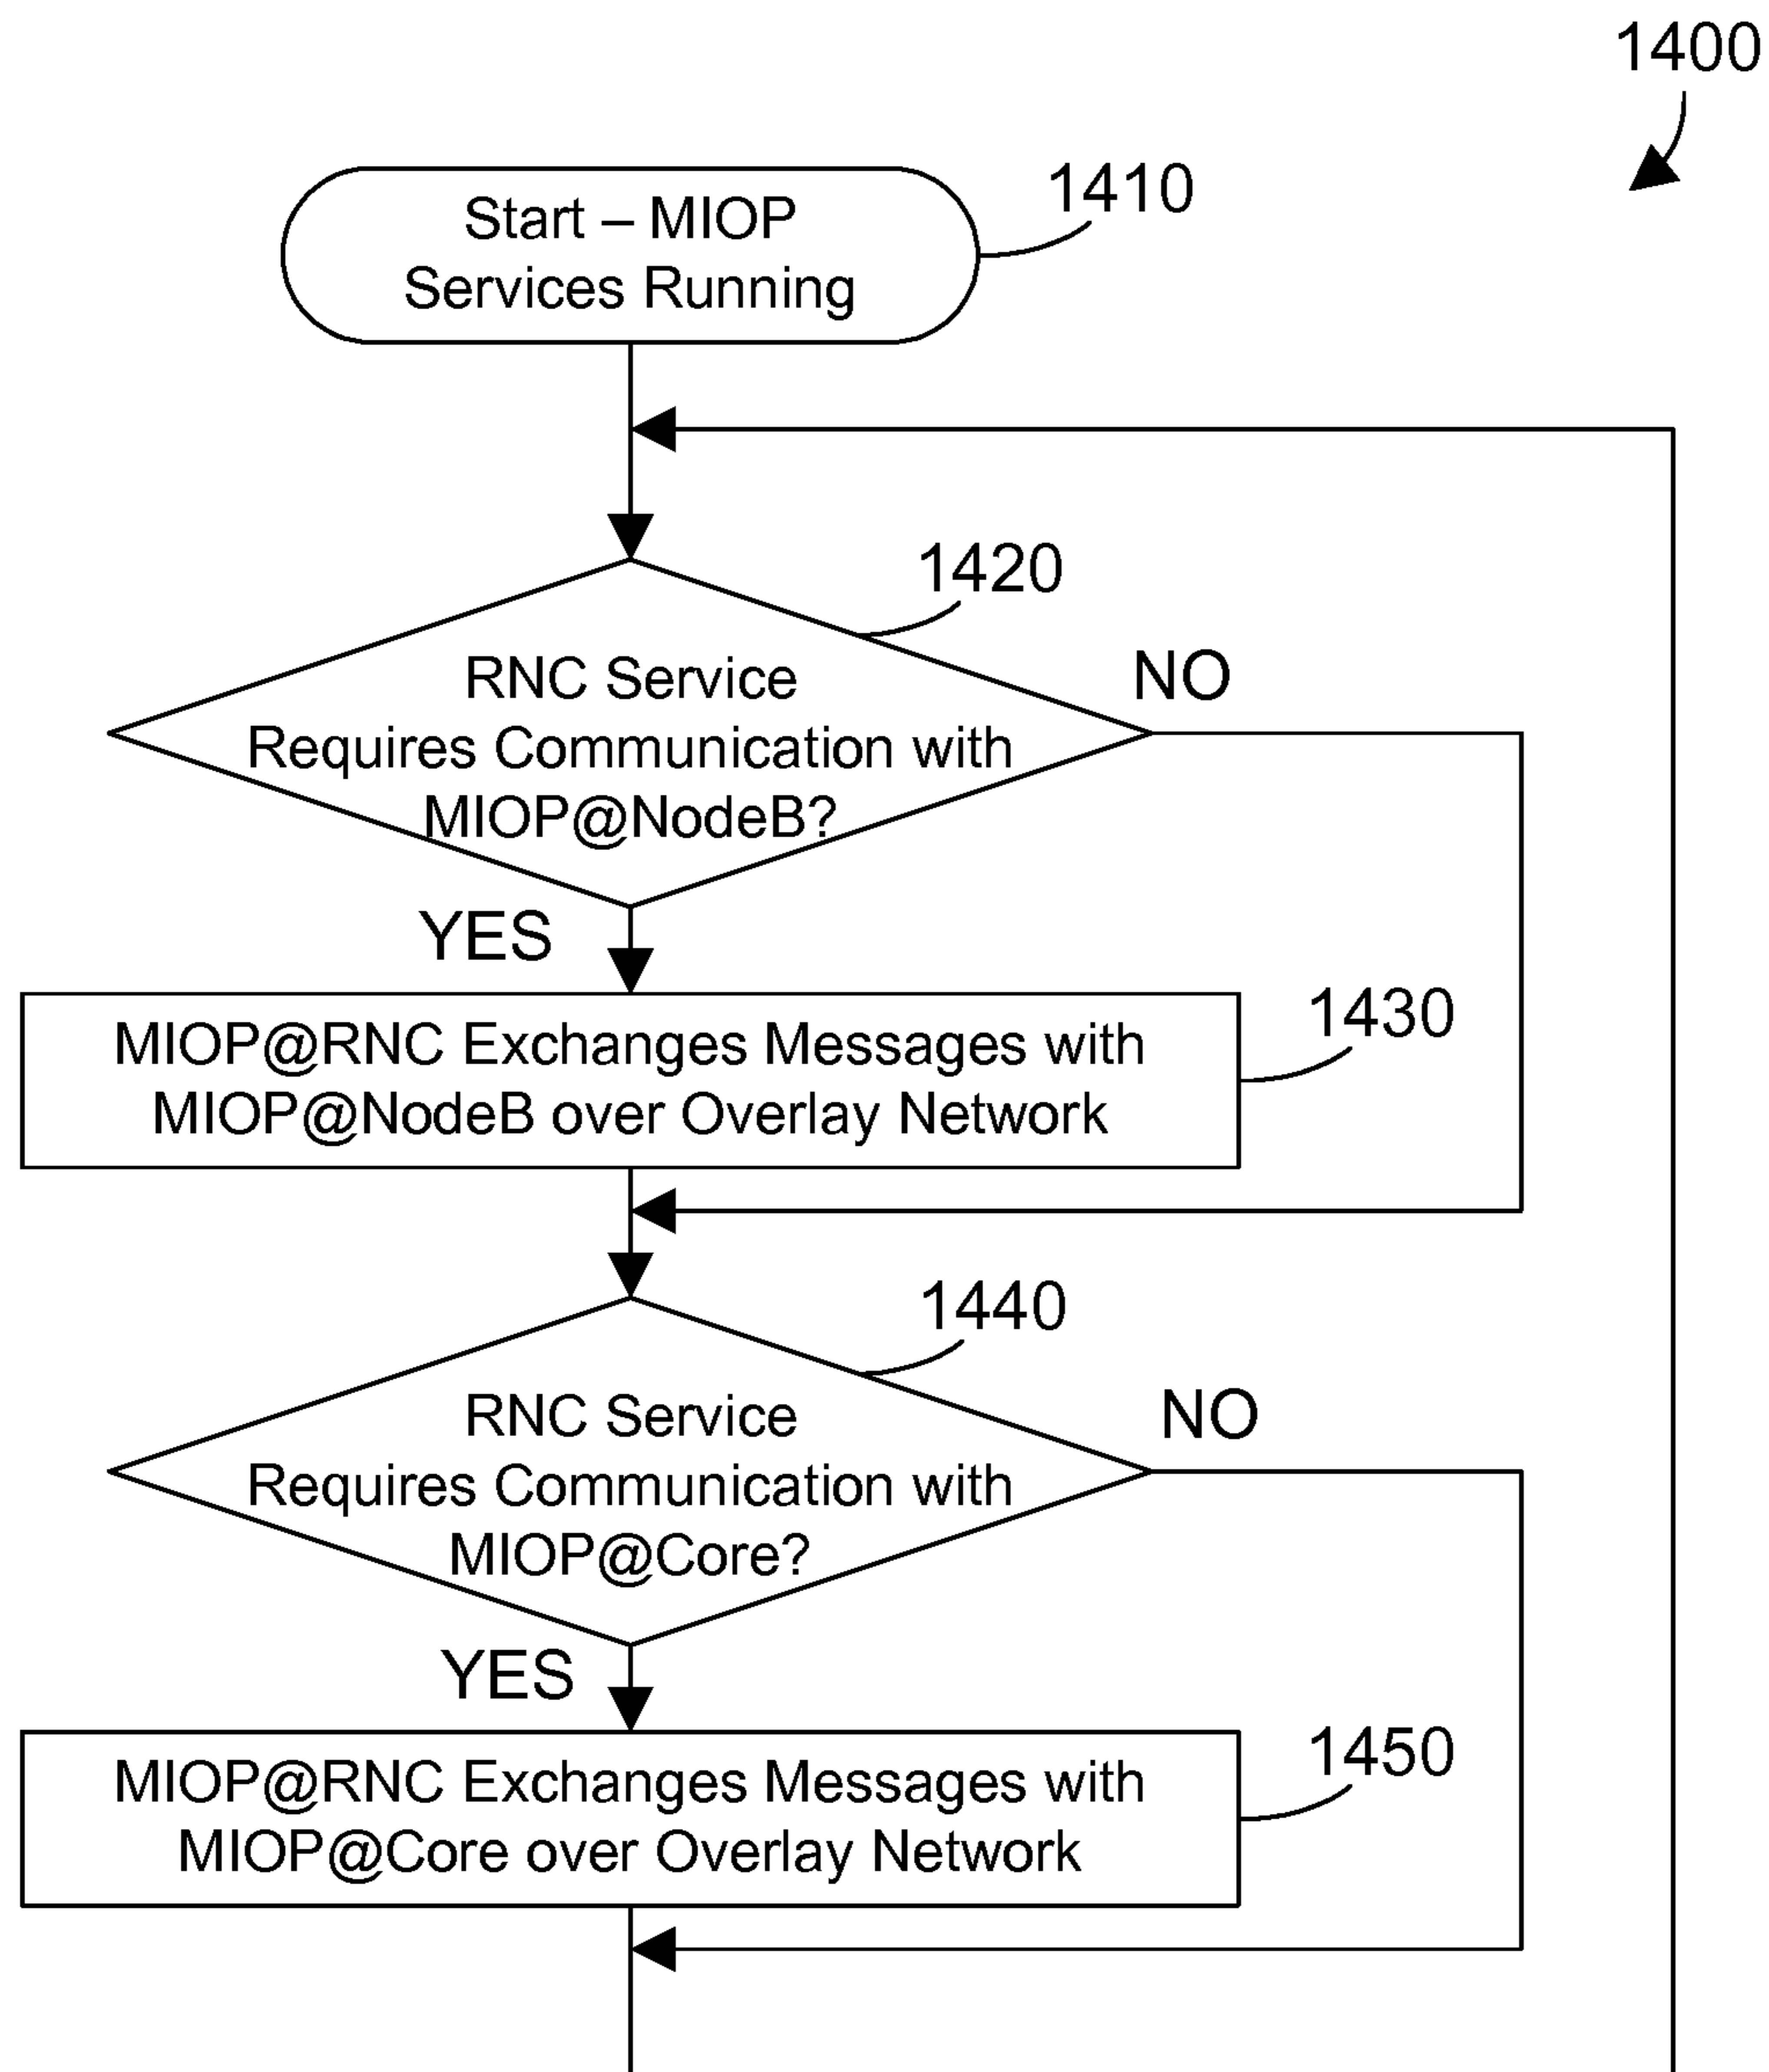 1400
Start – MIOP
Services Running
1410
1420
RNC Service
Requires Communication with
MIOP@NodeB?
NO
YES
MIOP@RNC Exchanges Messages with
MIOP@NodeB over Overlay Network
1430
1440
RNC Service
Requires Communication with
MIOP@Core?
NO
YES
MIOP@RNC Exchanges Messages with
MIOP@Core over Overlay Network
1450